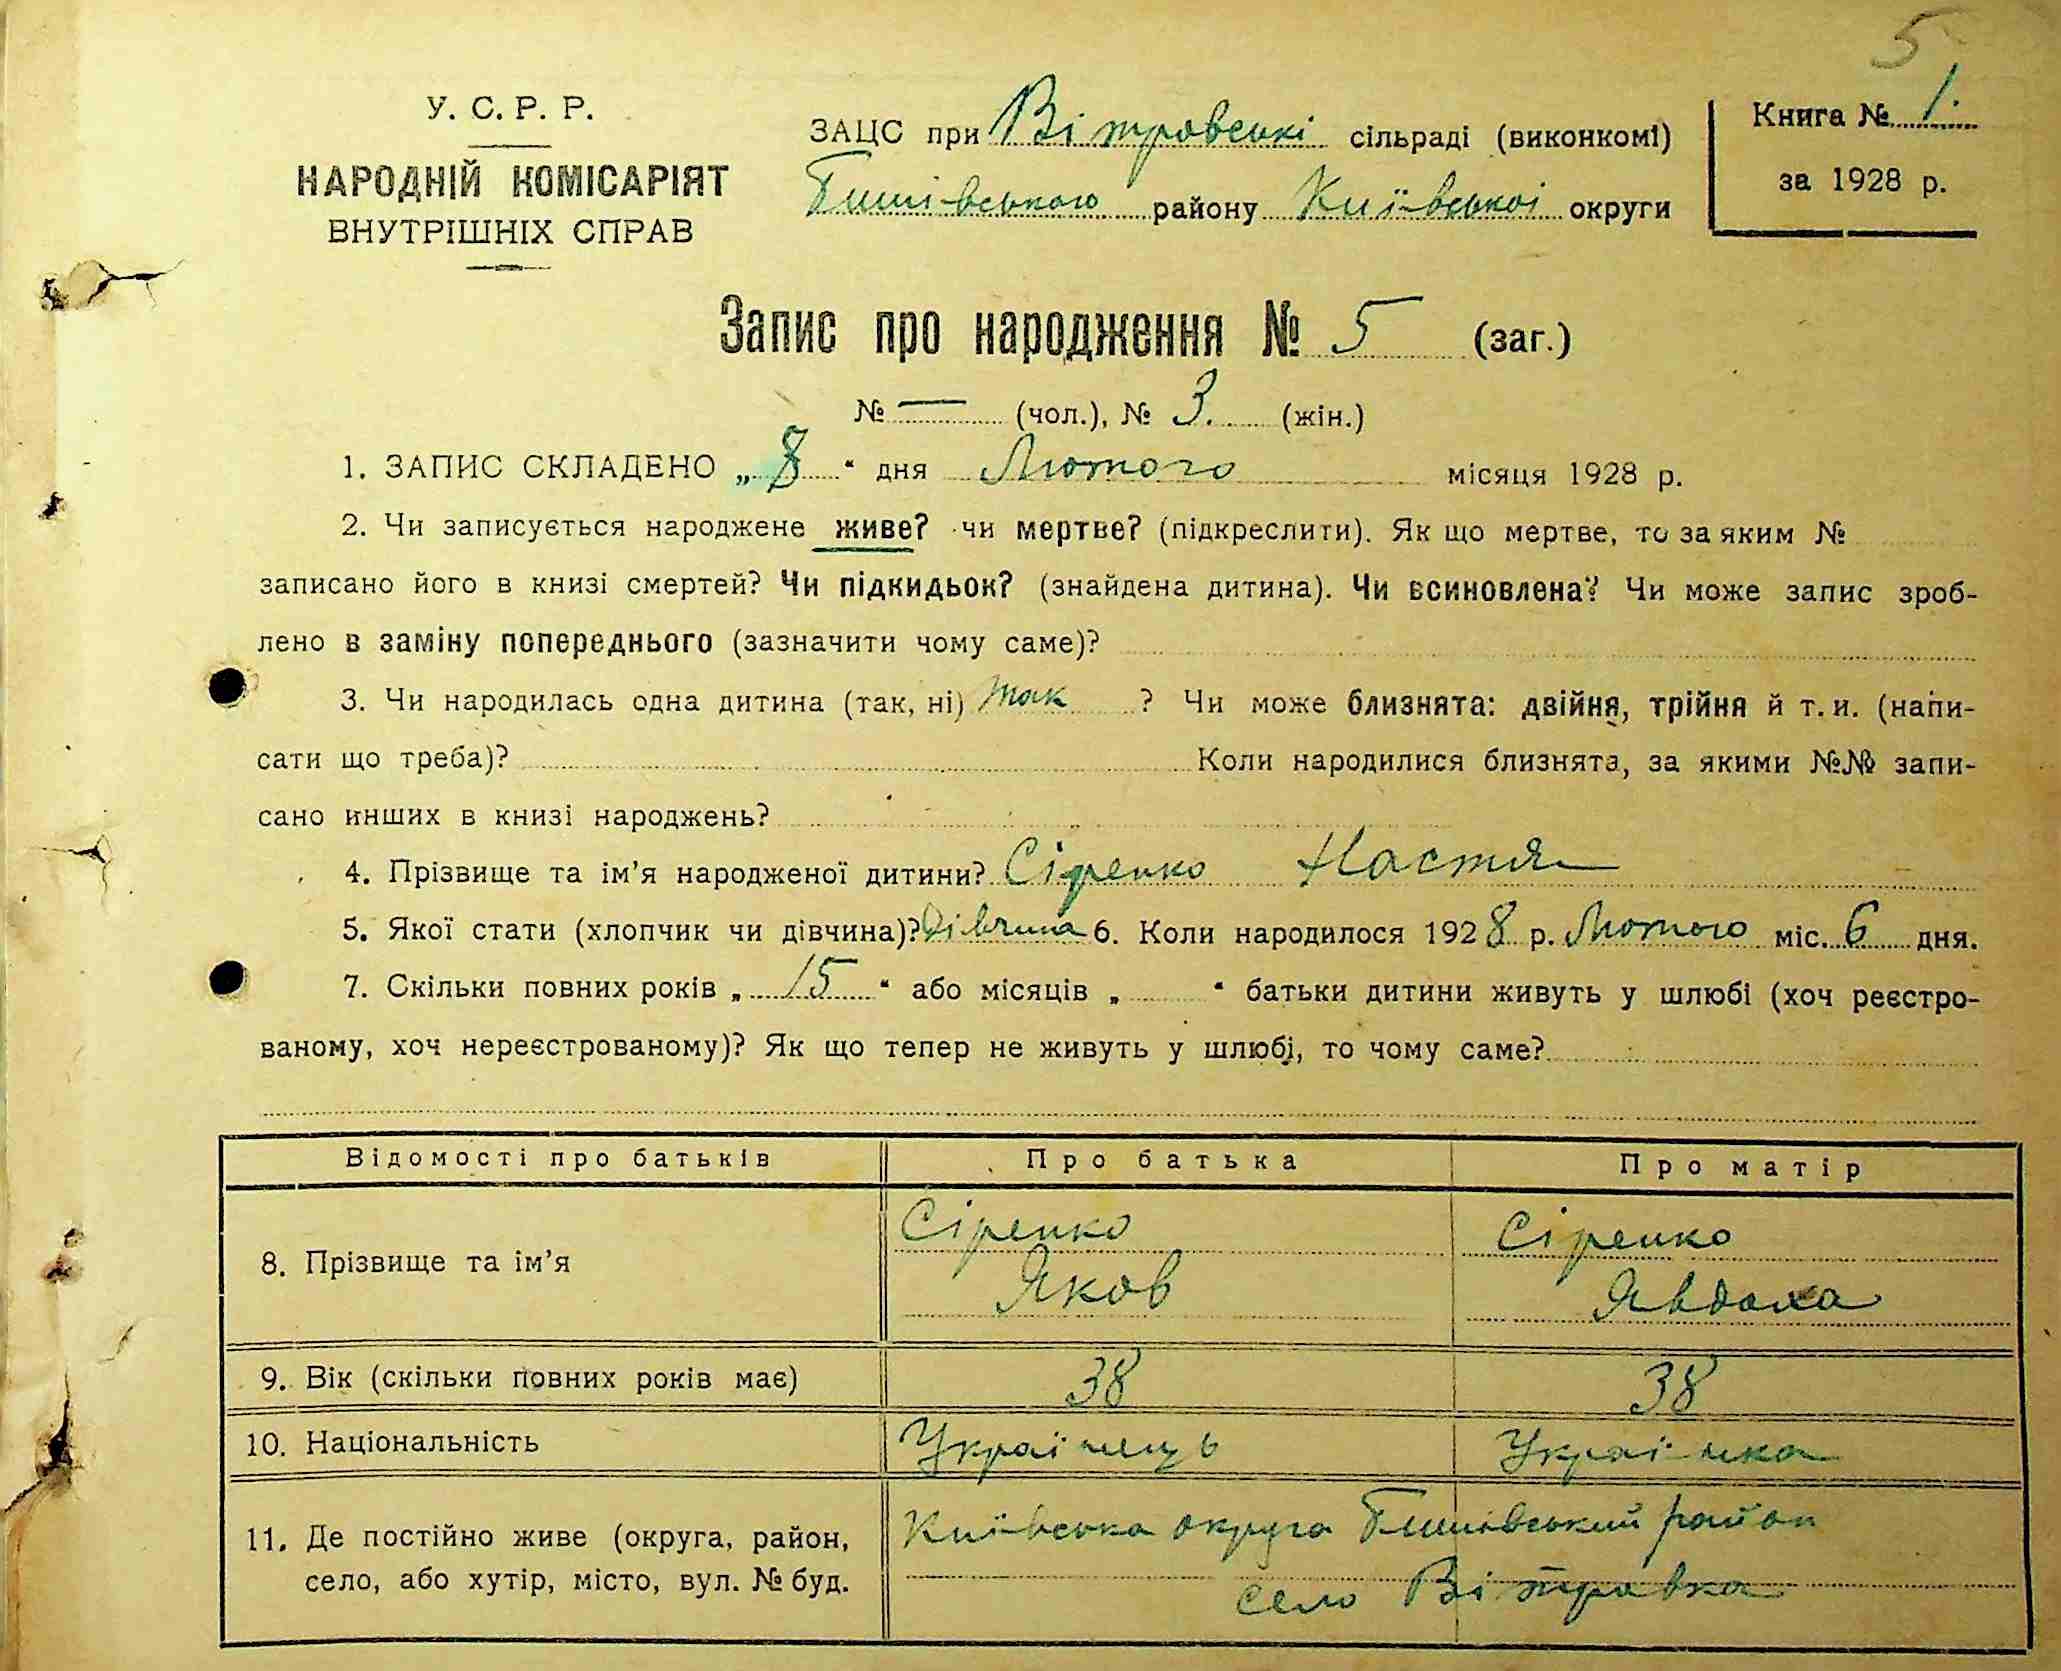 5
У. С. Р. Р.
НАРОДНІЙ КОМІСАРІЯТ
ВНУТРІШНІХ СПРАВ
ЗАЦС при Вітровські сільраді (виконкомі)
Бишівського району Київської округи
Книга № 1.
за 1928 р.
Запис про народження № 5 (заг.)
№ — (чол.), № 3. (жін.)
1. ЗАПИС СКЛАДЕНО „ 8 “ дня Лютого місяця 1928 р.
2. Чи записується народжене живе? чи мертве? (підкреслити). Як що мертве, то за яким №
записано його в книзі смертей? Чи підкидьок? (знайдена дитина). Чи всиновлена? Чи може запис зроб-
лено в заміну попереднього (зазначити чому саме)?
3. Чи народилась одна дитина (так, ні) так ? Чи може близнята: двійня, трійня й т. и. (напи-
сати що треба)? Коли народилися близнята, за якими №№ запи-
сано инших в книзі народжень?
4. Прізвище та ім’я народженої дитини? Сіренко Настя
5. Якої стати (хлопчик чи дівчина)? Дівчина 6. Коли народилося 1928 р. Лютого міс. 6 дня.
7. Скільки повних років „ 15 “ або місяців „ “ батьки дитини живуть у шлюбі (хоч реєстро-
ваному, хоч нереєстрованому)? Як що тепер не живуть у шлюбі, то чому саме?
Відомості про батьків Про батька Про матір
8. Прізвище та ім’я
Сіренко
Яков
Сіренко
Явдоха
9. Вік (скільки повних років має) 38 38
10. Національність Українець Українка
11. Де постійно живе (округа, район,
село, або хутір, місто, вул. № буд.
Київська округа Бишівський район
село Вітровка